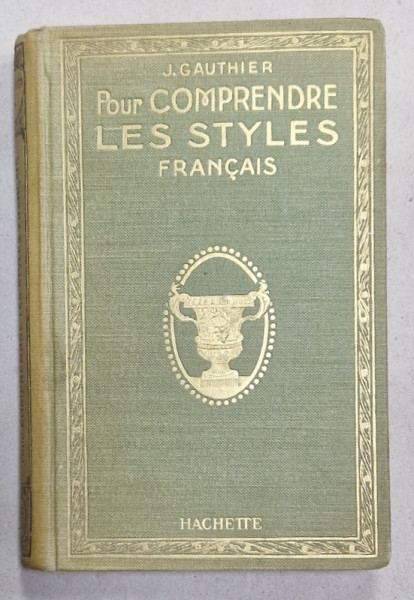 J. GAUTHIER
Pour COMPRENDRE
LES STYLES
FRANÇAIS
HACHETTE